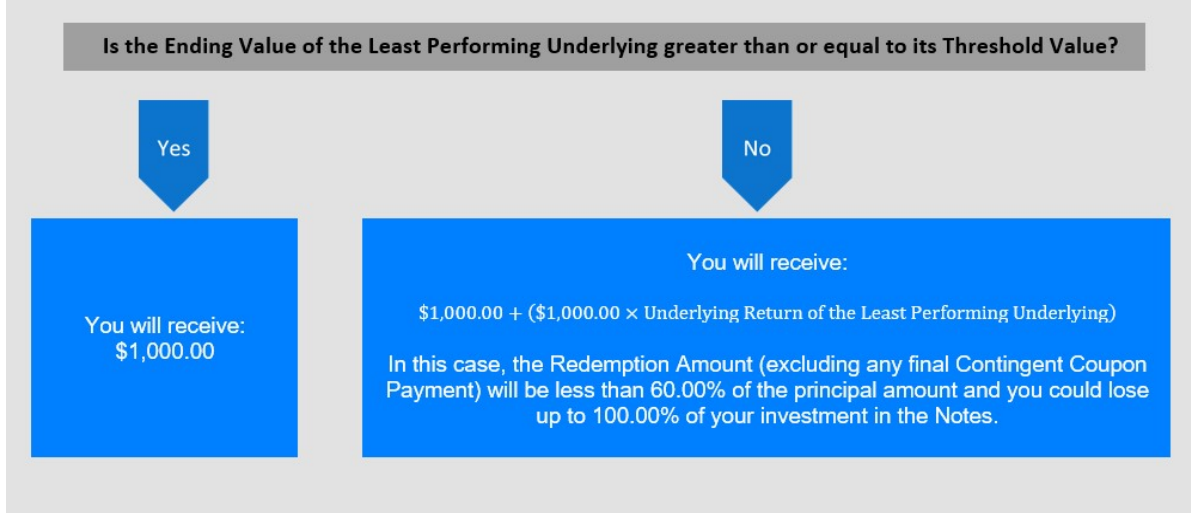 Is the Ending Value of the Least Performing Underlying greater than or equal to its Threshold Value?
Yes
No
You will receive:
$1,000.00
You will receive:
$1,000.00 + ($1,000.00 × Underlying Return of the Least Performing Underlying)
In this case, the Redemption Amount (excluding any final Contingent Coupon
Payment) will be less than 60.00% of the principal amount and you could lose
up to 100.00% of your investment in the Notes.